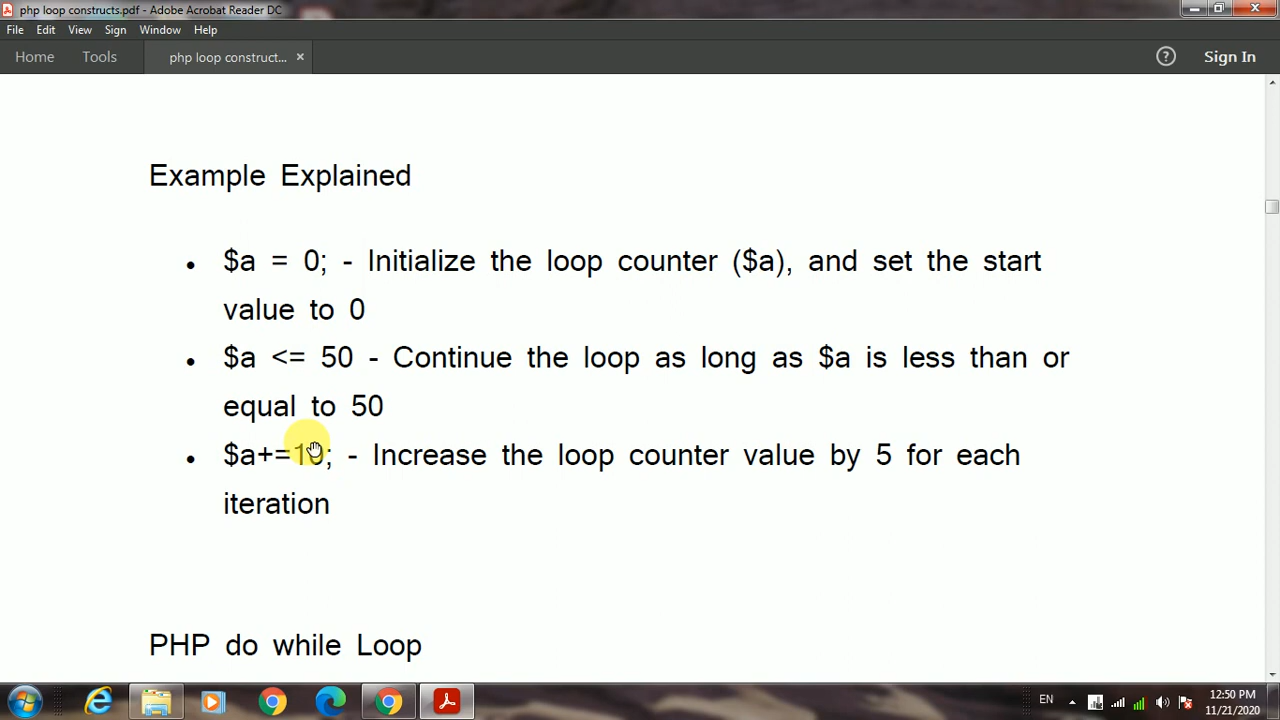 php loop constructs.pdf - Adobe Acrobat Reader DC
File Edit View Sign Window Help
Home Tools php loop construct... × ? Sign In
Example Explained
• $a = 0; - Initialize the loop counter ($a), and set the start
value to 0
• $a <= 50 - Continue the loop as long as $a is less than or
equal to 50
• $a+=10; - Increase the loop counter value by 5 for each
iteration
PHP do while Loop
EN 12:50 PM
11/21/2020